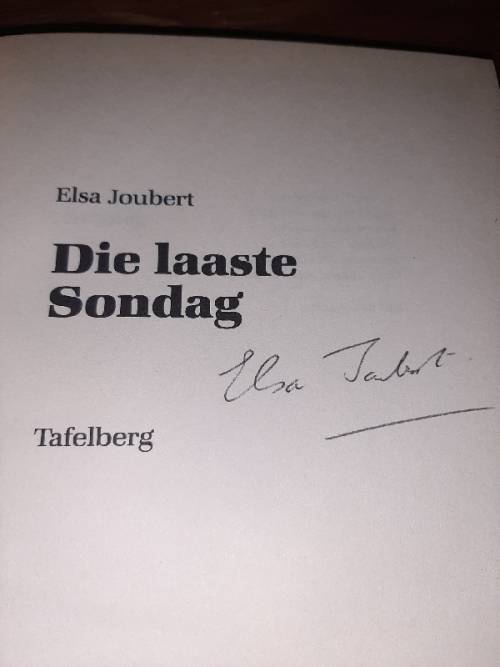 Elsa Joubert
Die laaste
Sondag
Elsa Joubert
Tafelberg